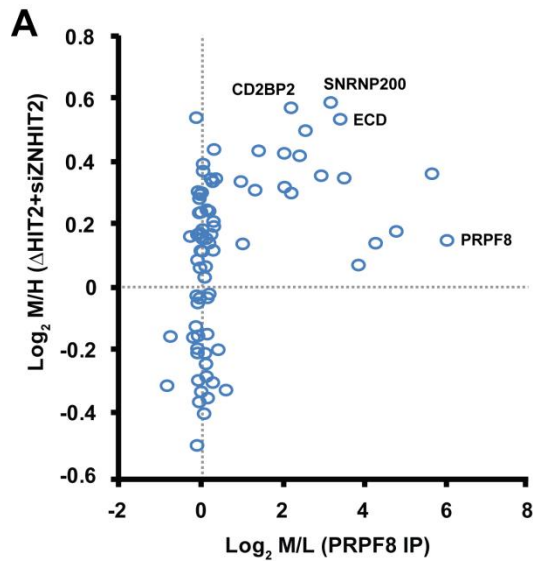 A
0.8
0.6
0.4
0.2
0
-0.2
-0.4
-0.6
-2
0
2
4
6
8
CD2BP2
SNRNP200
ECD
PRPF8
Log2 M/H (ΔHIT2+siZNHIT2)
Log2 M/L (PRPF8 IP)